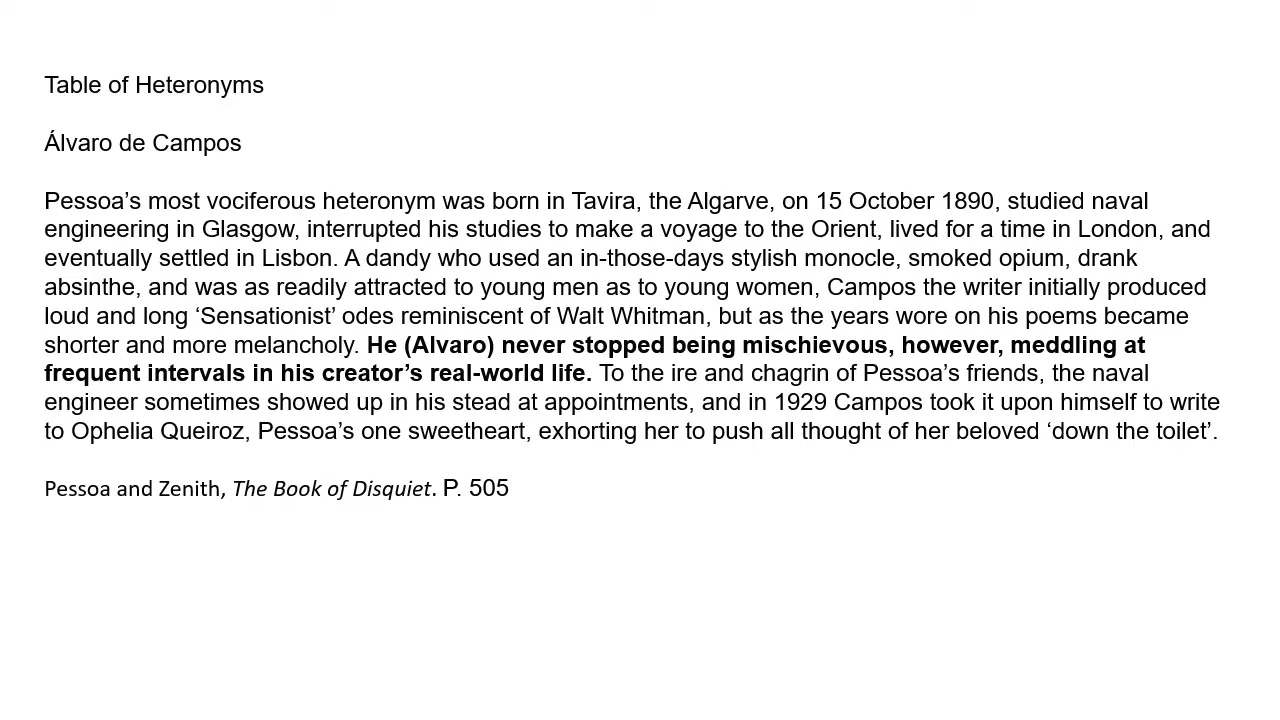 Table of Heteronyms
Álvaro de Campos
Pessoa’s most vociferous heteronym was born in Tavira, the Algarve, on 15 October 1890, studied naval
engineering in Glasgow, interrupted his studies to make a voyage to the Orient, lived for a time in London, and
eventually settled in Lisbon. A dandy who used an in-those-days stylish monocle, smoked opium, drank
absinthe, and was as readily attracted to young men as to young women, Campos the writer initially produced
loud and long ‘Sensationist’ odes reminiscent of Walt Whitman, but as the years wore on his poems became
shorter and more melancholy. He (Alvaro) never stopped being mischievous, however, meddling at
frequent intervals in his creator’s real-world life. To the ire and chagrin of Pessoa’s friends, the naval
engineer sometimes showed up in his stead at appointments, and in 1929 Campos took it upon himself to write
to Ophelia Queiroz, Pessoa’s one sweetheart, exhorting her to push all thought of her beloved ‘down the toilet’.
Pessoa and Zenith, The Book of Disquiet. P. 505